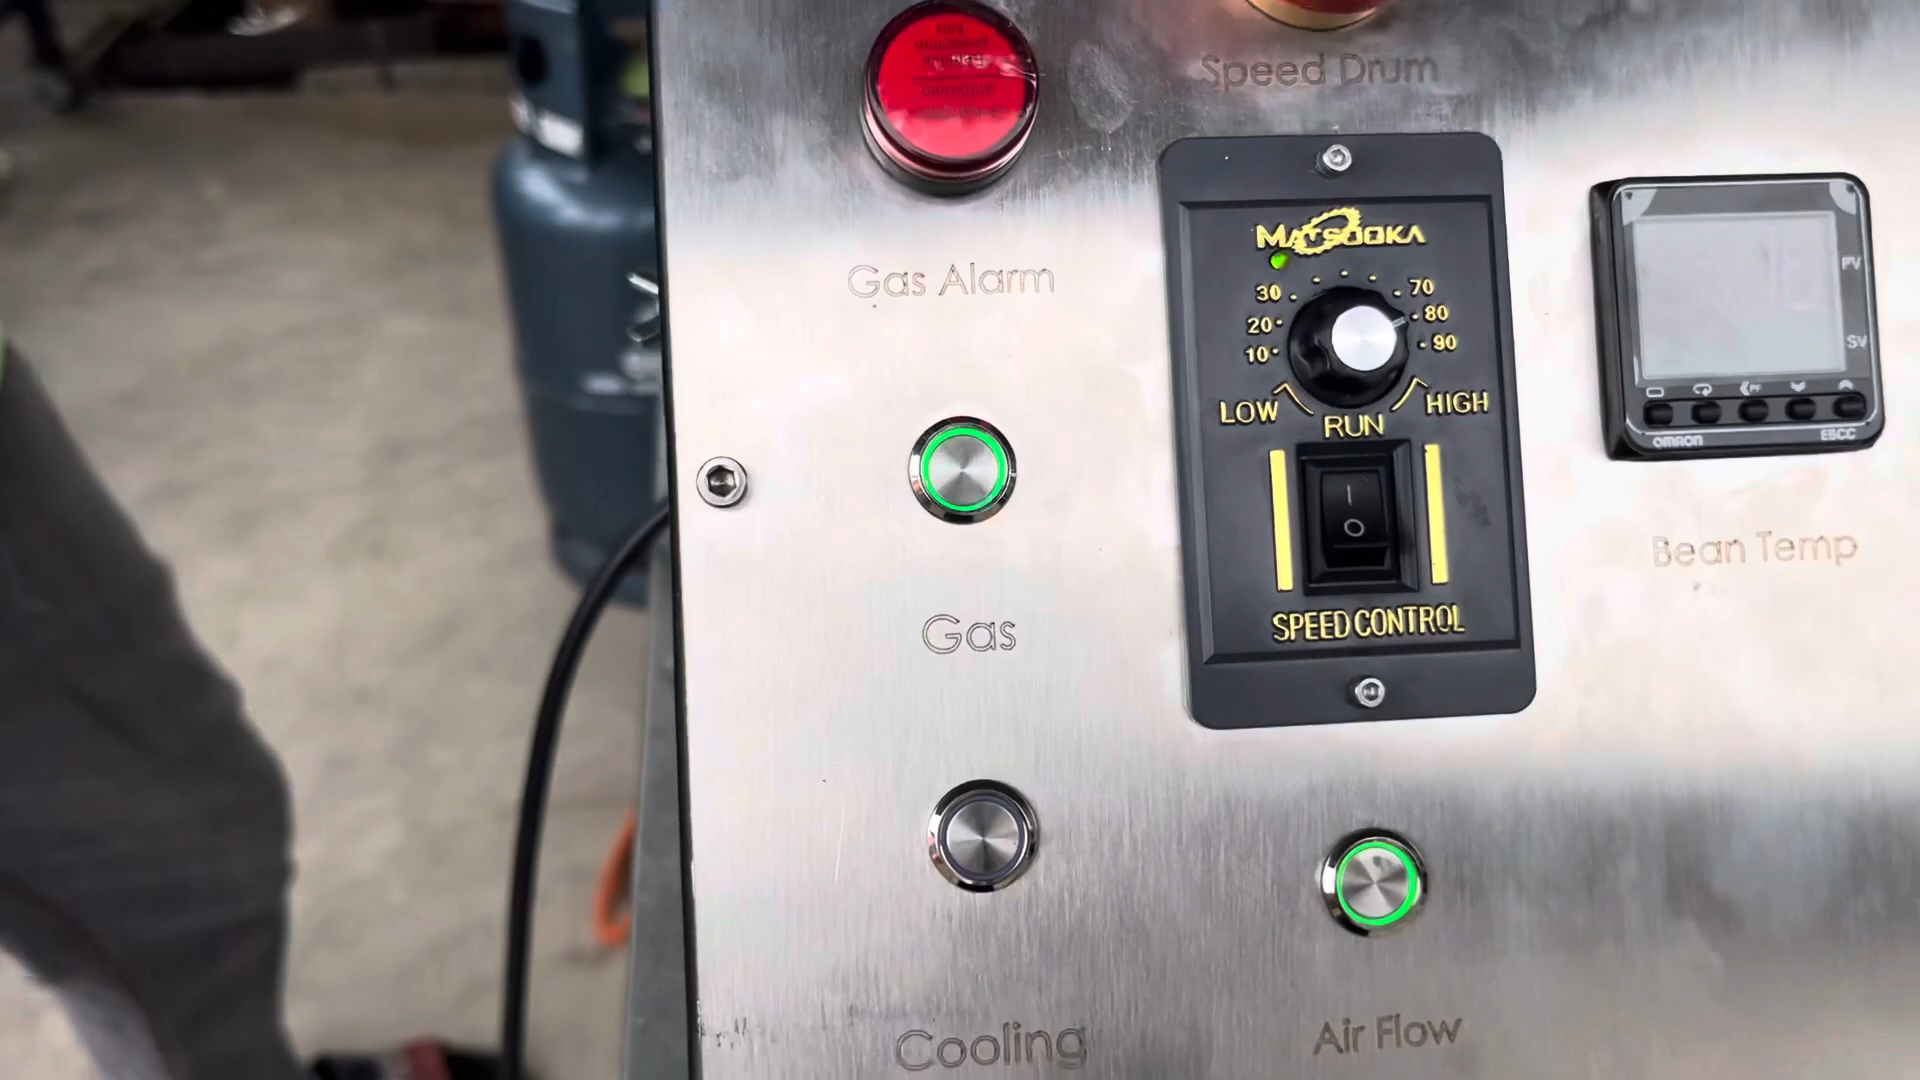 Speed Drum
Gas Alarm
MATSOOKA
30
20
10
70
80
90
LOW
HIGH
RUN
I
O
SPEED CONTROL
PV
SV
PF
OMRON
E5CC
Bean Temp
Gas
Cooling
Air Flow